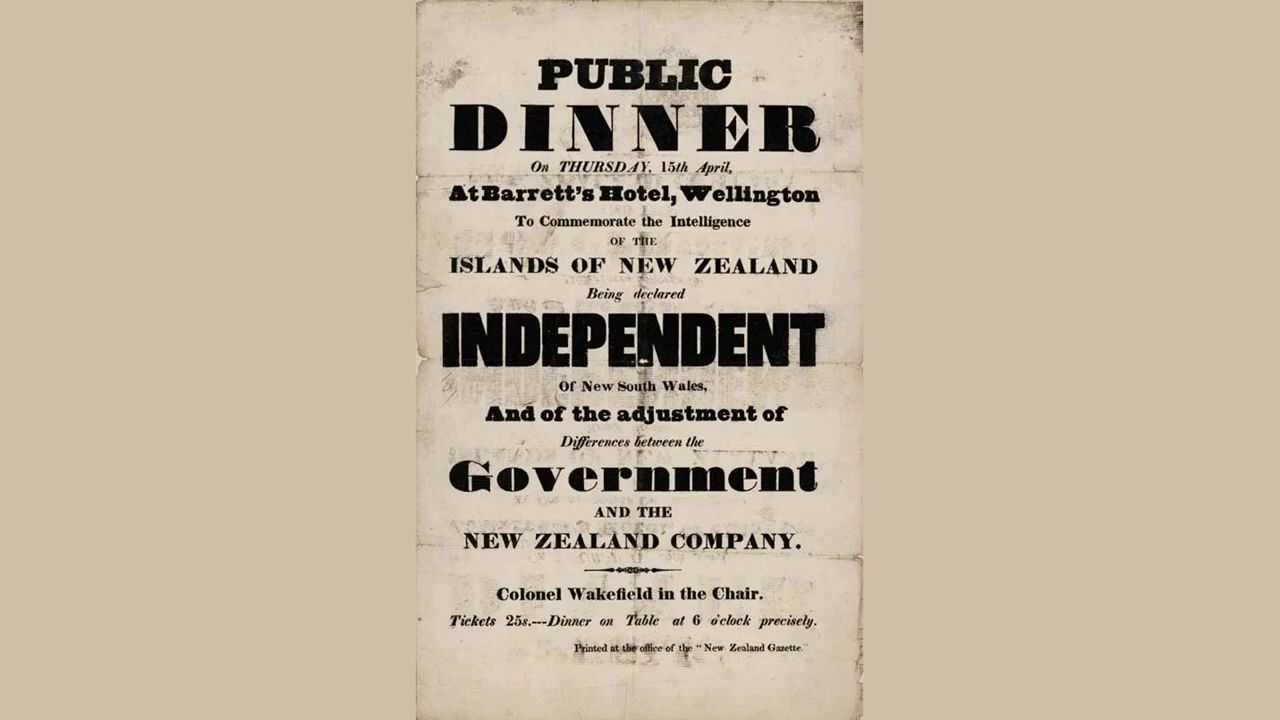 PUBLIC
DINNER
On THURSDAY, 15th April,
At Barrett's Hotel, Wellington
To Commemorate the Intelligence
OF THE
ISLANDS OF NEW ZEALAND
Being declared
INDEPENDENT
Of New South Wales,
And of the adjustment of
Differences between the
Government
AND THE
NEW ZEALAND COMPANY.
Colonel Wakefield in the Chair.
Tickets 25s.---Dinner on Table at 6 o'clock precisely.
Printed at the office of the "New Zealand Gazette."